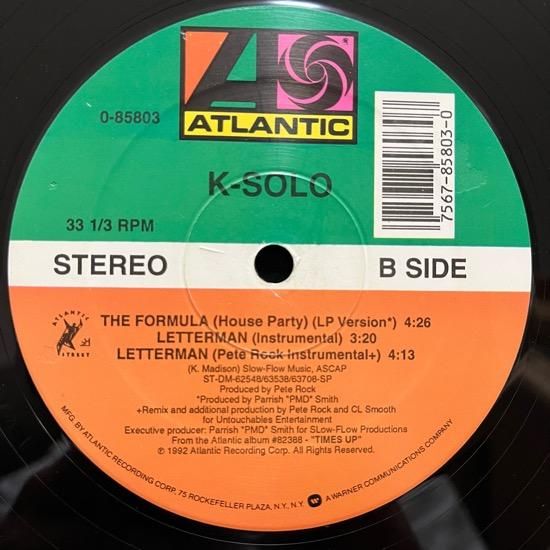 ATLANTIC
0-85803
7567-85803-0
K-SOLO
33 1/3 RPM
STEREO
B SIDE
ATLANTIC
STREET
THE FORMULA (House Party) (LP Version*) 4:26
LETTERMAN (Instrumental) 3:20
LETTERMAN (Pete Rock Instrumental+) 4:13
(K. Madison) Slow-Flow Music, ASCAP
ST-DM-62548/63538/63708-SP
Produced by Pete Rock
*Produced by Parrish "PMD" Smith
+Remix and additional production by Pete Rock and CL Smooth
for Untouchables Entertainment
Executive producer: Parrish "PMD" Smith for SLow-Flow Productions
From the Atlantic album #82388 - "TIMES UP"
℗ 1992 Atlantic Recording Corp. All Rights Reserved.
MFG. BY ATLANTIC RECORDING CORP. 75 ROCKEFELLER PLAZA, N.Y., N.Y. A WARNER COMMUNICATIONS COMPANY